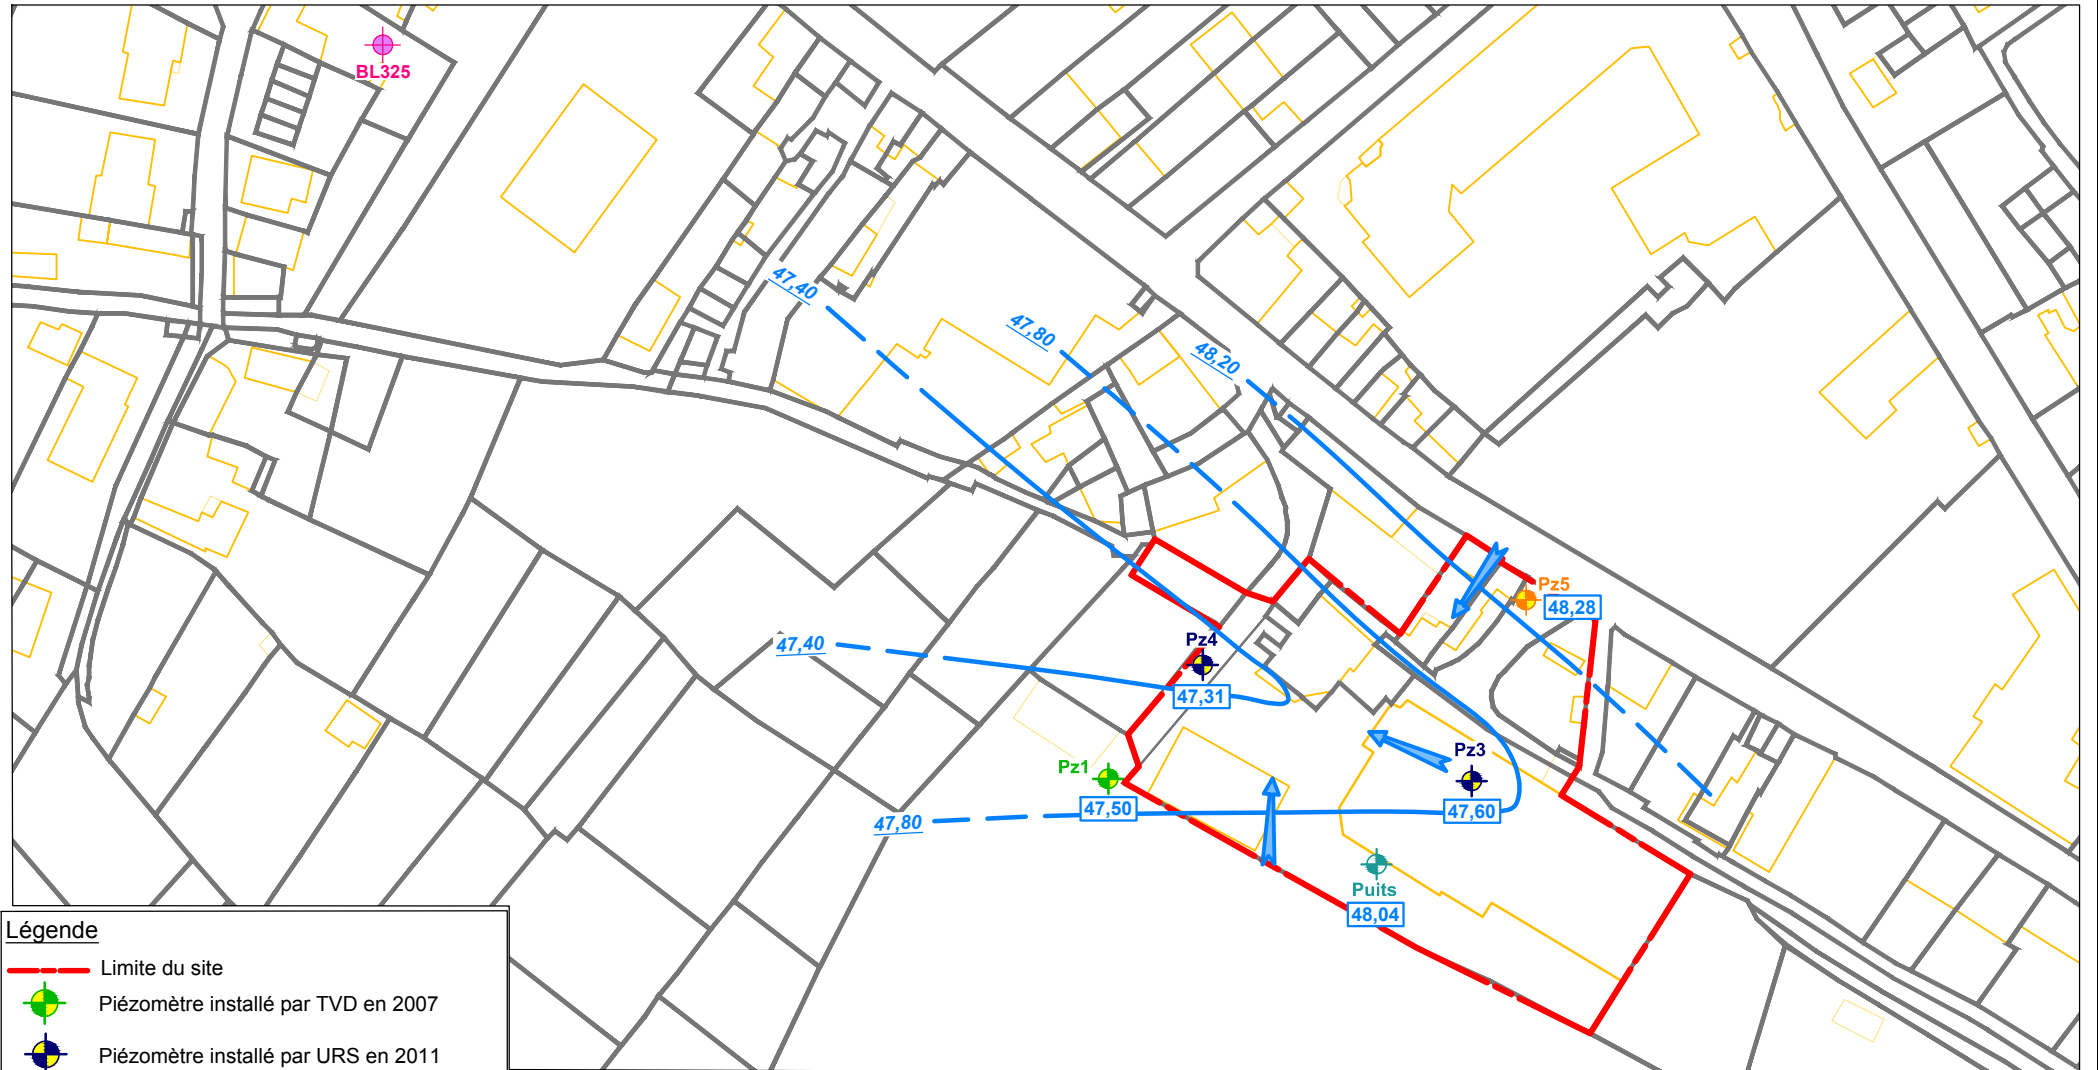 BL325
47,40
47,80
48,20
Pz5
48,28
47,40
Pz4
47,31
Pz1
47,50
Pz3
47,60
47,80
Puits
48,04
Légende
Limite du site
Piézomètre installé par TVD en 2007
Piézomètre installé par URS en 2011